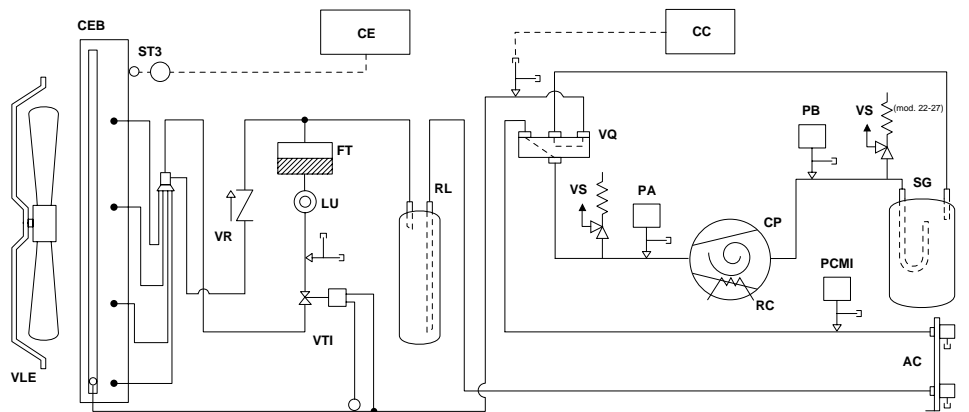 CEB
ST3
CE
CC
VQ
VS
PA
PB
VS
(mod. 22-27)
SG
FT
LU
RL
VR
CP
RC
PCMI
VTI
AC
VLE